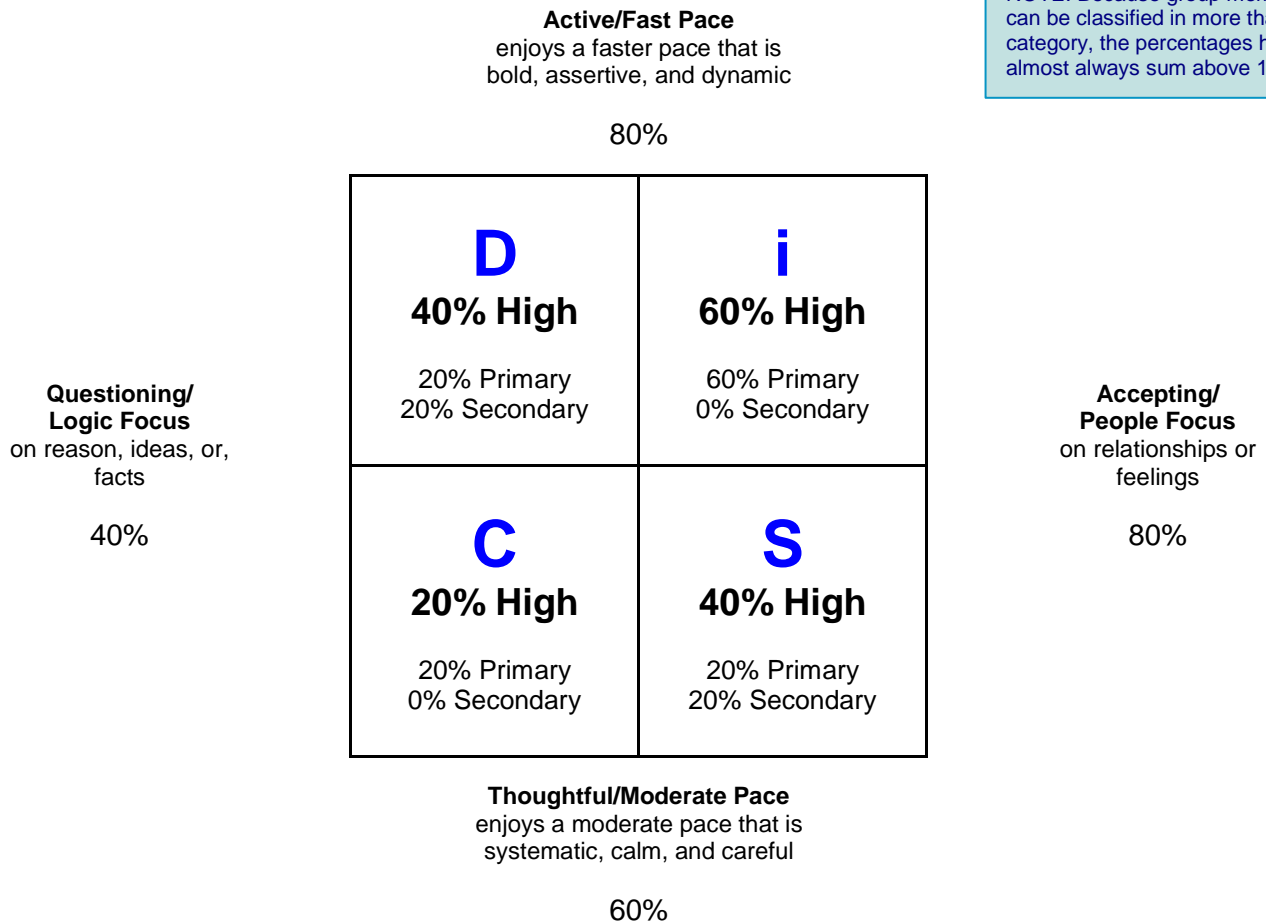 NOTE: Because group
can be classified in more
category, the percentages
almost always sum above
Active/Fast Pace
enjoys a faster pace that is
bold, assertive, and dynamic
80%
D
40% High
20% Primary
20% Secondary
i
60% High
60% Primary
0% Secondary
Questioning/
Logic Focus
on reason, ideas, or,
facts
40%
Accepting/
People Focus
on relationships or
feelings
80%
C
20% High
20% Primary
0% Secondary
S
40% High
20% Primary
20% Secondary
Thoughtful/Moderate Pace
enjoys a moderate pace that is
systematic, calm, and careful
60%